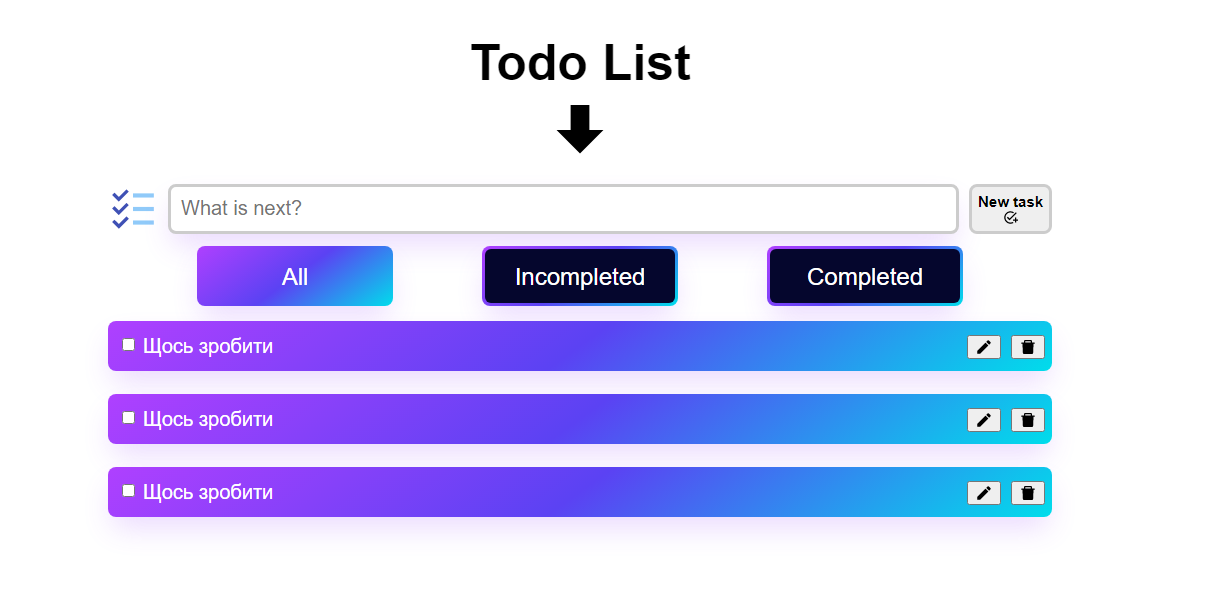 Todo List
What is next?
New task
All
Incompleted
Completed
Щось зробити
Щось зробити
Щось зробити